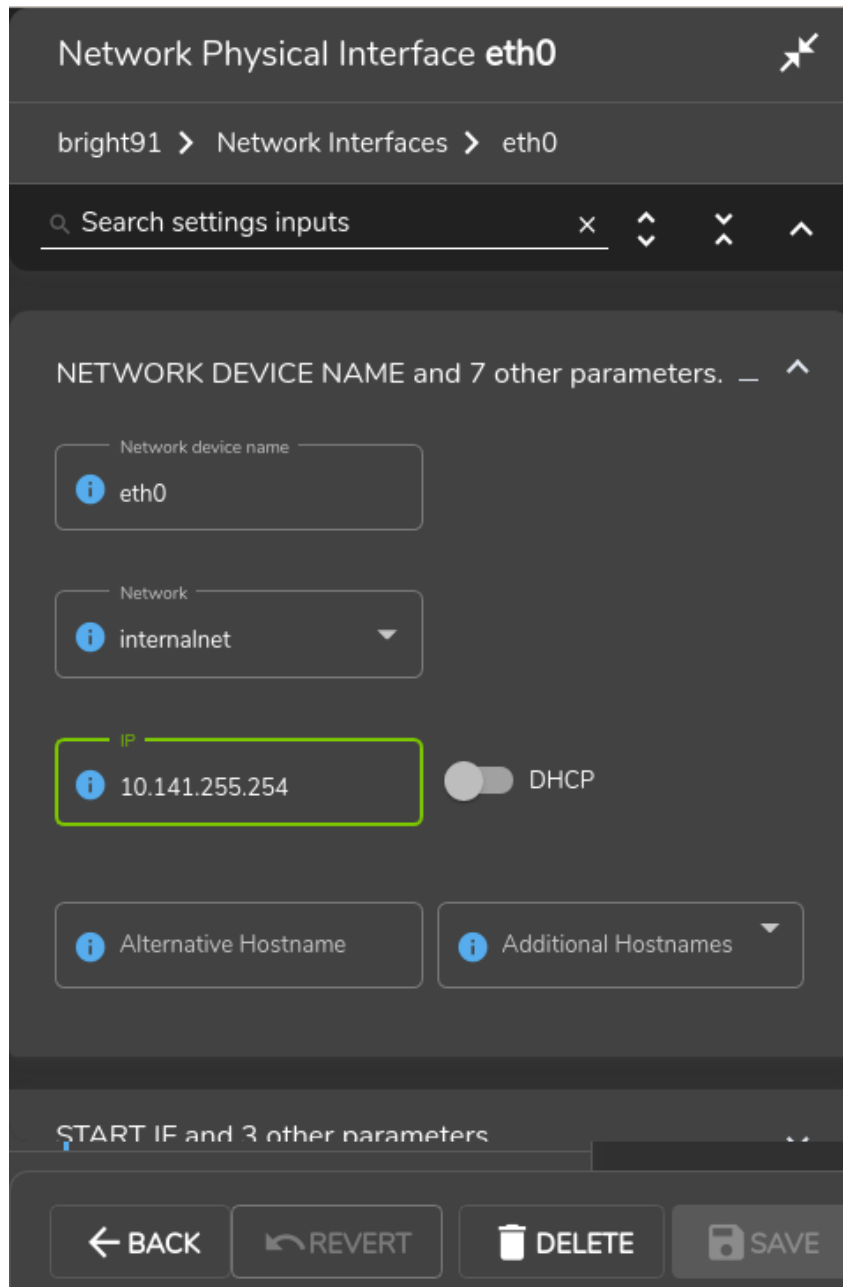 Network Physical Interface eth0
bright91 > Network Interfaces > eth0
Search settings inputs
NETWORK DEVICE NAME and 7 other parameters.
Network device name
eth0
Network
internalnet
IP
10.141.255.254
DHCP
Alternative Hostname
Additional Hostnames
START IF and 3 other parameters
BACK REVERT DELETE SAVE